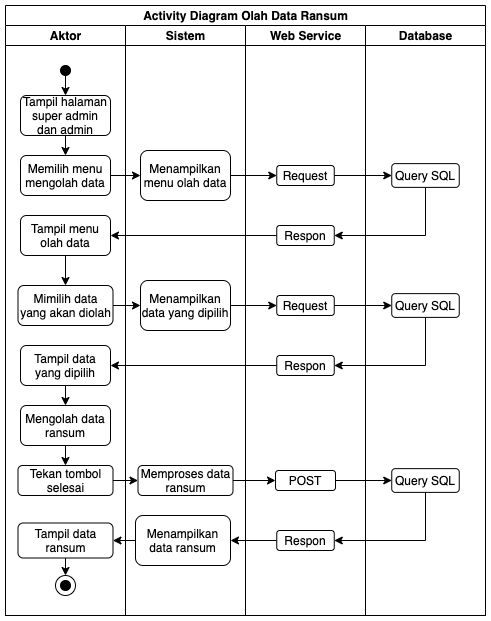 Activity Diagram Olah Data Ransum
Aktor
Sistem
Web Service
Database
Tampil halaman
super admin
dan admin
Memilih menu
mengolah data
Menampilkan
menu olah data
Request
Query SQL
Tampil menu
olah data
Respon
Mimilih data
yang akan diolah
Menampilkan
data yang dipilih
Request
Query SQL
Tampil data
yang dipilih
Respon
Mengolah data
ransum
Tekan tombol
selesai
Memproses data
ransum
POST
Query SQL
Tampil data
ransum
Menampilkan
data ransum
Respon